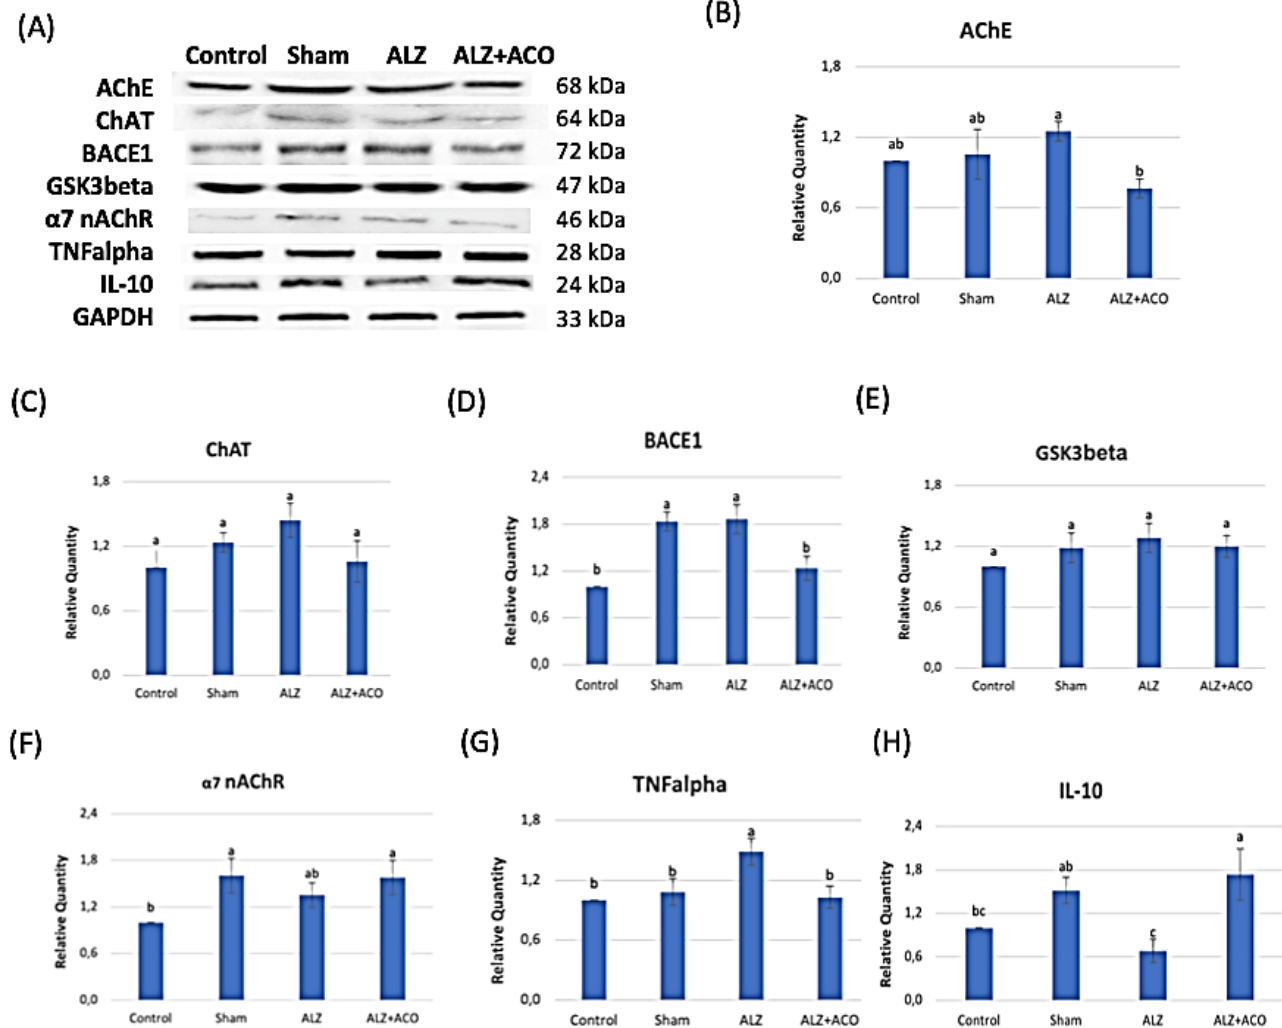 (A)
Control Sham ALZ ALZ+ACO
AChE 68 kDa
ChAT 64 kDa
BACE1 72 kDa
GSK3beta 47 kDa
α7 nAChR 46 kDa
TNFalpha 28 kDa
IL-10 24 kDa
GAPDH 33 kDa
(B)
AChE
Relative Quantity
1,8
1,2
0,6
0,0
ab
ab
a
b
Control Sham ALZ ALZ+ACO
(C)
ChAT
Relative Quantity
1,8
1,2
0,6
0,0
a
a
a
a
Control Sham ALZ ALZ+ACO
(D)
BACE1
Relative Quantity
2,4
1,8
1,2
0,6
0,0
b
a
a
b
Control Sham ALZ ALZ+ACO
(E)
GSK3beta
Relative Quantity
1,8
1,2
0,6
0,0
a
a
a
a
Control Sham ALZ ALZ+ACO
(F)
α7 nAChR
Relative Quantity
2,4
1,8
1,2
0,6
0,0
b
a
ab
a
Control Sham ALZ ALZ+ACO
(G)
TNFalpha
Relative Quantity
1,8
1,2
0,6
0,0
b
b
a
b
Control Sham ALZ ALZ+ACO
(H)
IL-10
Relative Quantity
2,4
1,8
1,2
0,6
0,0
bc
ab
c
a
Control Sham ALZ ALZ+ACO